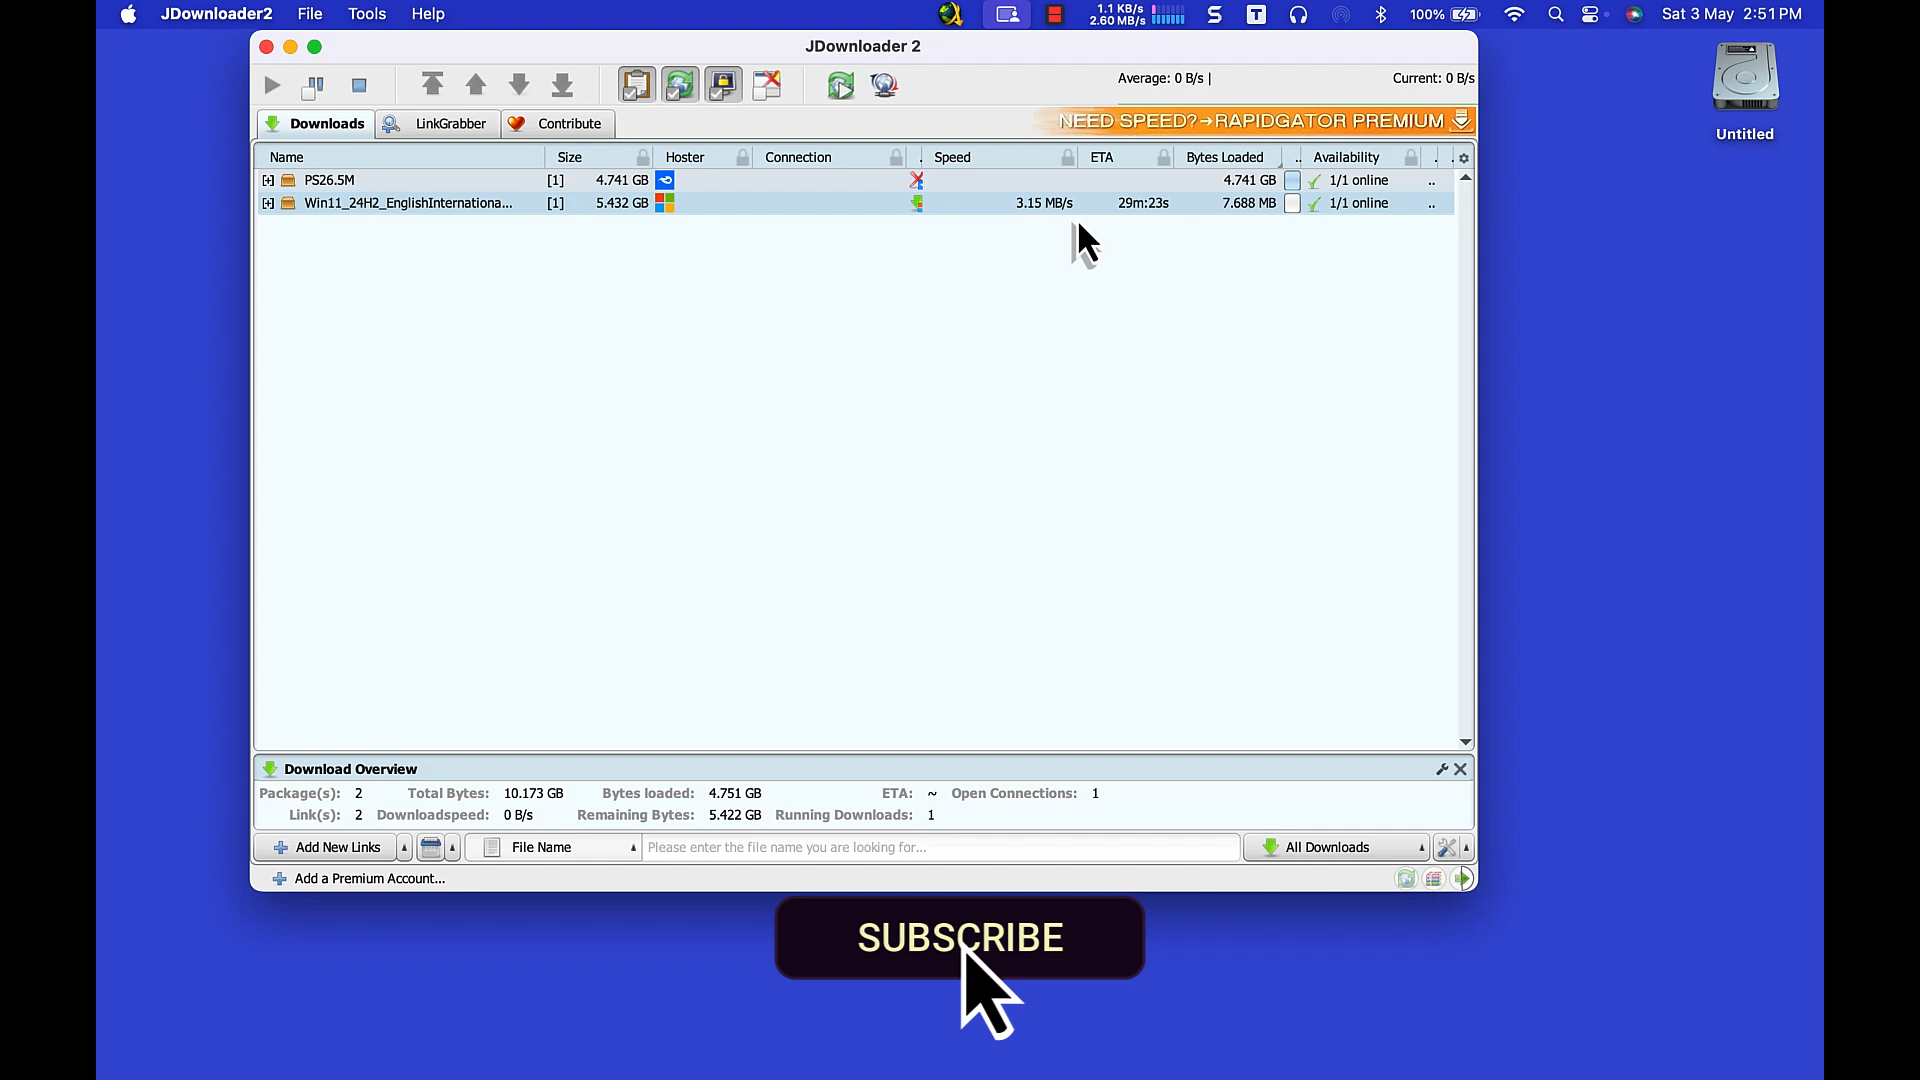 JDownloader2 File Tools Help 1.1 KB/s 2.60 MB/s S T 100% Sat 3 May 2:51 PM
JDownloader 2
Average: 0 B/s | Current: 0 B/s
Downloads LinkGrabber Contribute NEED SPEED?→RAPIDGATOR PREMIUM
Name Size Hoster Connection . Speed ETA Bytes Loaded .. Availability . .
[+] PS26.5M [1] 4.741 GB 4.741 GB 1/1 online ..
[+] Win11_24H2_EnglishInternationa... [1] 5.432 GB 3.15 MB/s 29m:23s 7.688 MB 1/1 online ..
Untitled
Download Overview
Package(s): 2 Total Bytes: 10.173 GB Bytes loaded: 4.751 GB ETA: ~ Open Connections: 1
Link(s): 2 Downloadspeed: 0 B/s Remaining Bytes: 5.422 GB Running Downloads: 1
Add New Links File Name Please enter the file name you are looking for... All Downloads
Add a Premium Account...
SUBSCRIBE